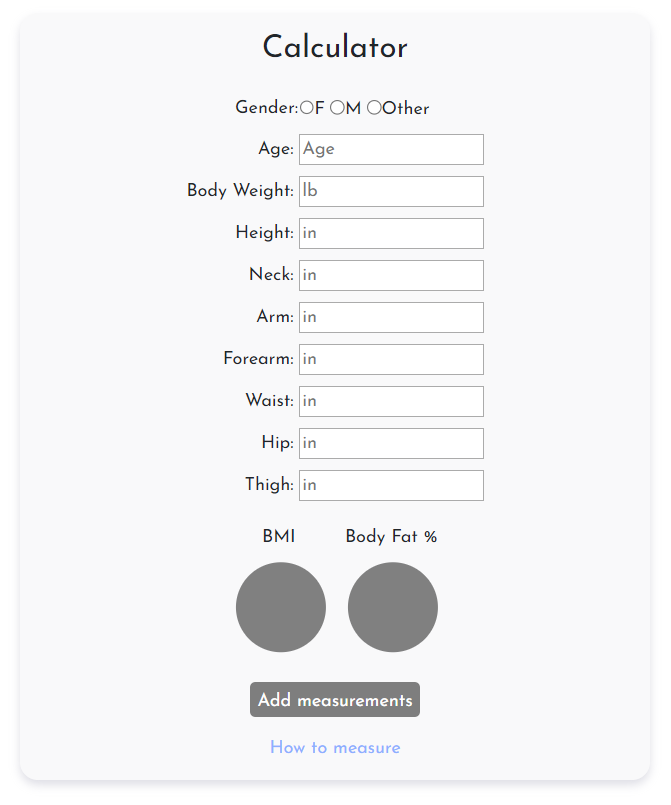 Calculator
Gender: F M Other
Age: Age
Body Weight: lb
Height: in
Neck: in
Arm: in
Forearm: in
Waist: in
Hip: in
Thigh: in
BMI Body Fat %
Add measurements
How to measure